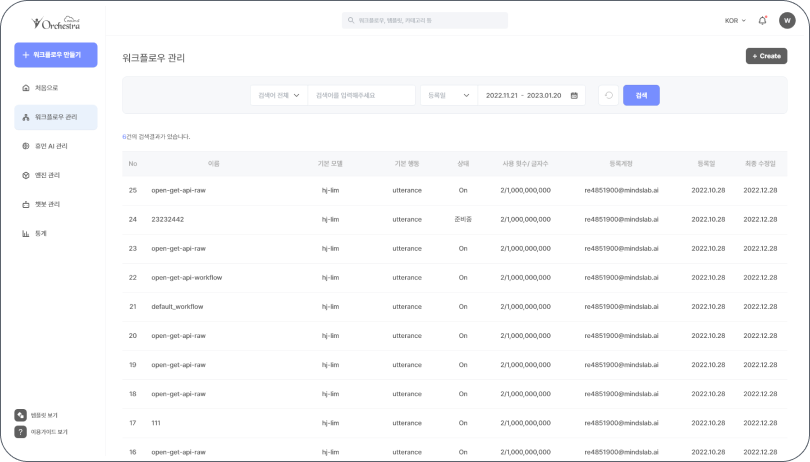 Orchestra
워크플로우, 템플릿, 카테고리 등
KOR
W
+ 워크플로우 만들기
처음으로
워크플로우 관리
휴먼 AI 관리
엔진 관리
챗봇 관리
통계
템플릿 보기
? 이용가이드 보기
워크플로우 관리
+ Create
검색어 전체
검색어를 입력해주세요
등록일
2022.11.21 - 2023.01.20
검색
6건의 검색결과가 있습니다.
No 이름 기본 모델 기본 행동 상태 사용 횟수/ 글자수 등록계정 등록일 최종 수정일
25 open-get-api-raw hj-lim utterance On 2/1,000,000,000 re4851900@mindslab.ai 2022.10.28 2022.12.28
24 23232442 hj-lim utterance 준비중 2/1,000,000,000 re4851900@mindslab.ai 2022.10.28 2022.12.28
23 open-get-api-raw hj-lim utterance On 2/1,000,000,000 re4851900@mindslab.ai 2022.10.28 2022.12.28
22 open-get-api-workflow hj-lim utterance On 2/1,000,000,000 re4851900@mindslab.ai 2022.10.28 2022.12.28
21 default_workflow hj-lim utterance On 2/1,000,000,000 re4851900@mindslab.ai 2022.10.28 2022.12.28
20 open-get-api-raw hj-lim utterance On 2/1,000,000,000 re4851900@mindslab.ai 2022.10.28 2022.12.28
19 open-get-api-raw hj-lim utterance On 2/1,000,000,000 re4851900@mindslab.ai 2022.10.28 2022.12.28
18 open-get-api-raw hj-lim utterance On 2/1,000,000,000 re4851900@mindslab.ai 2022.10.28 2022.12.28
17 111 hj-lim utterance On 2/1,000,000,000 re4851900@mindslab.ai 2022.10.28 2022.12.28
16 open-get-api-raw hj-lim utterance On 2/1,000,000,000 re4851900@mindslab.ai 2022.10.28 2022.12.28